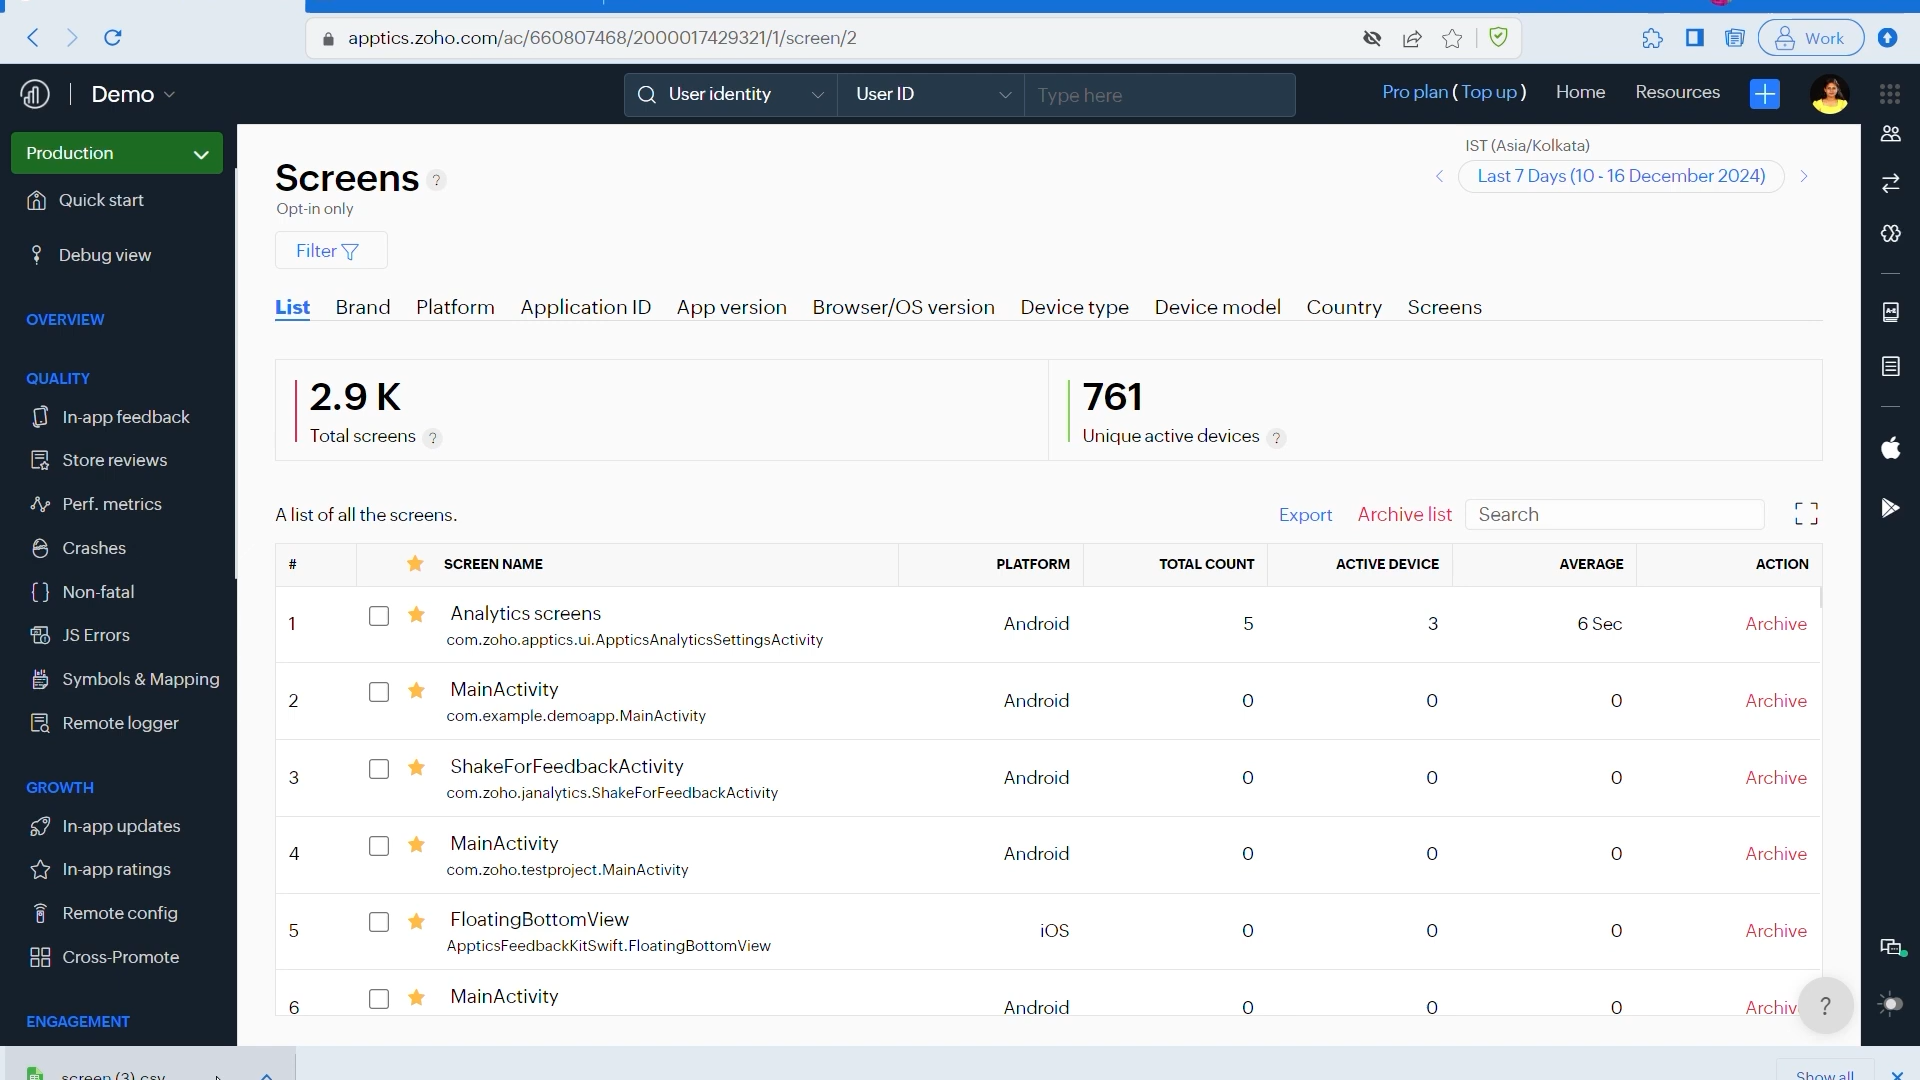 apptics.zoho.com/ac/660807468/2000017429321/1/screen/2
Work
Demo
User identity
User ID
Type here
Pro plan ( Top up )
Home
Resources
Production
Quick start
Debug view
OVERVIEW
QUALITY
In-app feedback
Store reviews
Perf. metrics
Crashes
Non-fatal
JS Errors
Symbols & Mapping
Remote logger
GROWTH
In-app updates
In-app ratings
Remote config
Cross-Promote
ENGAGEMENT
Screens ?
Opt-in only
IST (Asia/Kolkata)
Last 7 Days (10 - 16 December 2024)
Filter
List Brand Platform Application ID App version Browser/OS version Device type Device model Country Screens
2.9 K
Total screens ?
761
Unique active devices ?
A list of all the screens.
Export Archive list Search
# SCREEN NAME PLATFORM TOTAL COUNT ACTIVE DEVICE AVERAGE ACTION
1 Analytics screens Android 5 3 6 Sec Archive
com.zoho.apptics.ui.AppticsAnalyticsSettingsActivity
2 MainActivity Android 0 0 0 Archive
com.example.demoapp.MainActivity
3 ShakeForFeedbackActivity Android 0 0 0 Archive
com.zoho.janalytics.ShakeForFeedbackActivity
4 MainActivity Android 0 0 0 Archive
com.zoho.testproject.MainActivity
5 FloatingBottomView iOS 0 0 0 Archive
AppticsFeedbackKitSwift.FloatingBottomView
6 MainActivity Android 0 0 0 Archiv
?
screen (3).csv
Show all